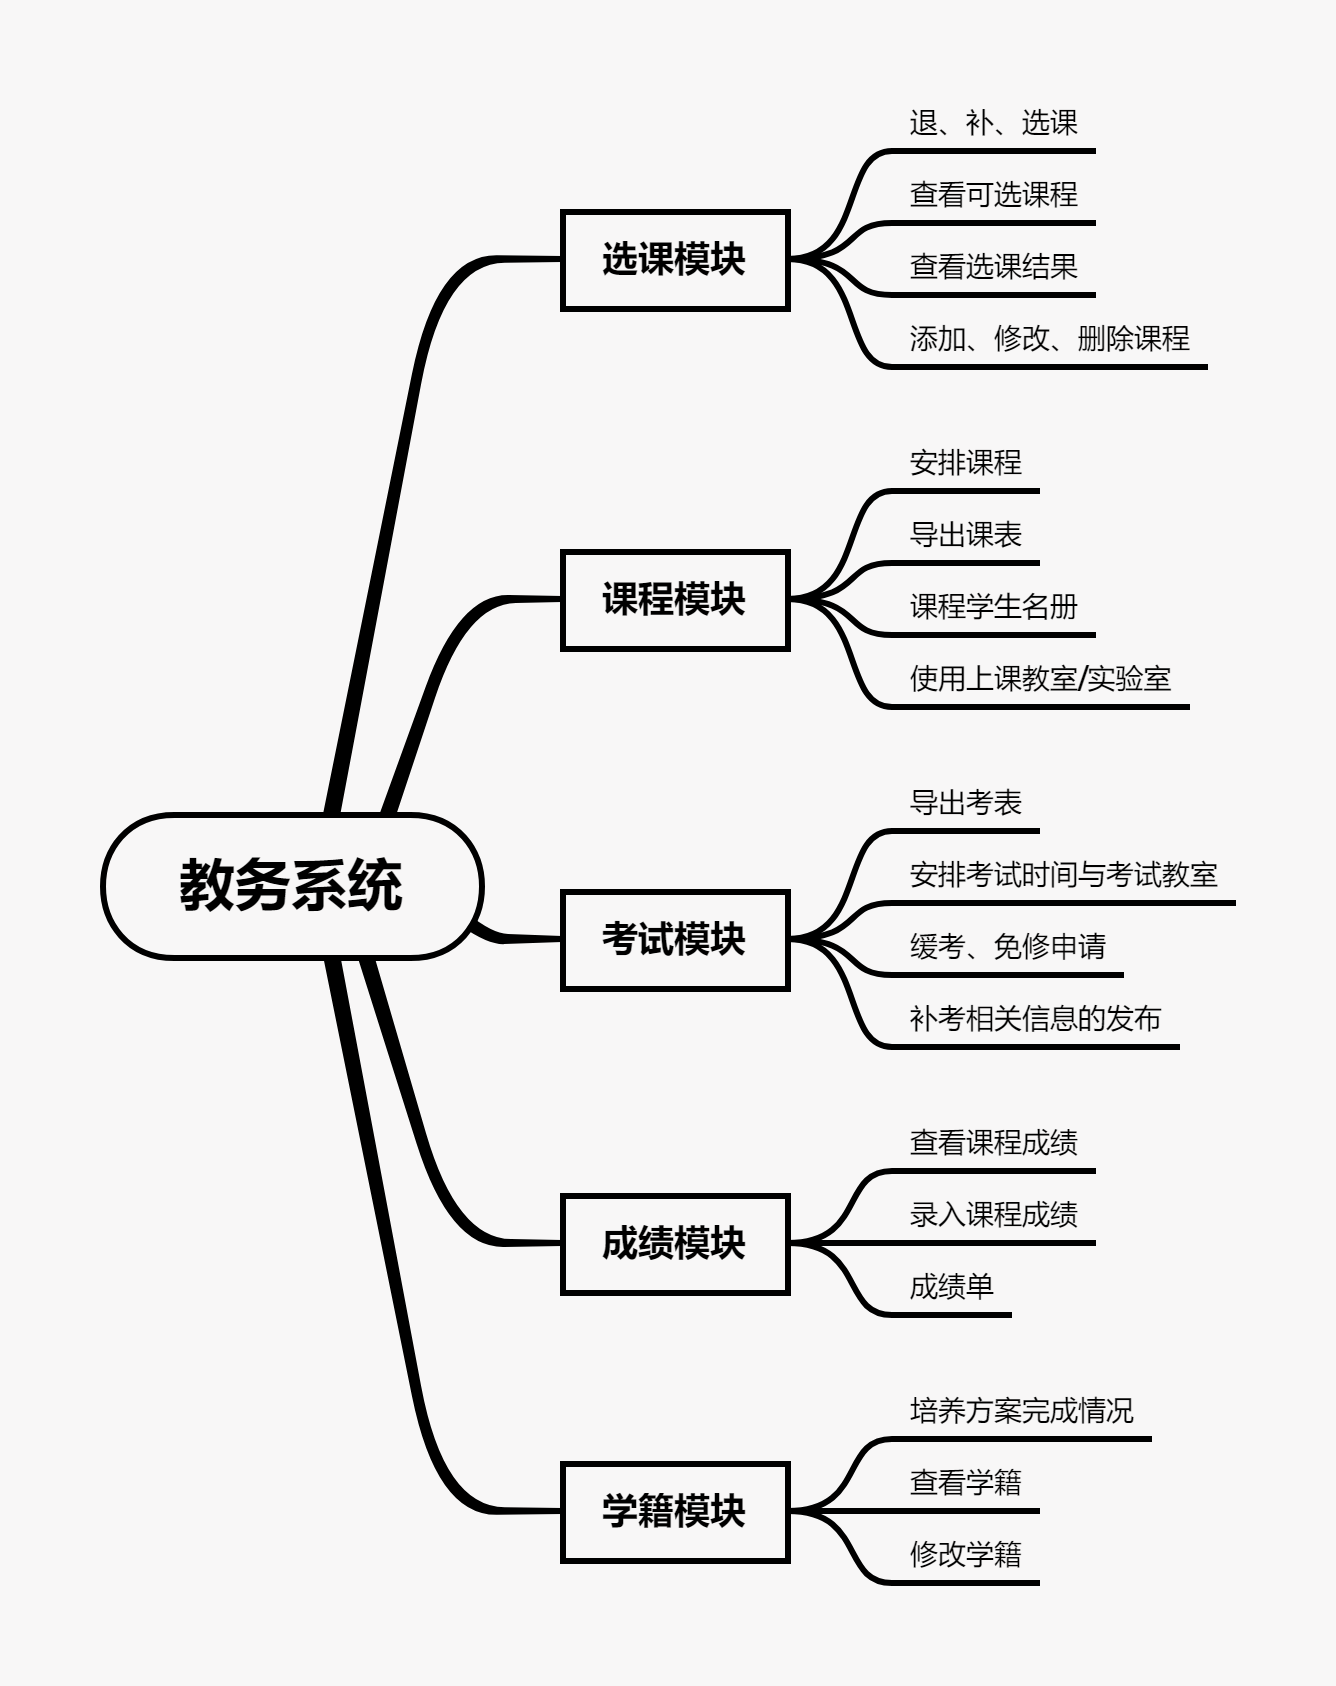 教务系统
选课模块
退、补、选课
查看可选课程
查看选课结果
添加、修改、删除课程
课程模块
安排课程
导出课表
课程学生名册
使用上课教室/实验室
考试模块
导出考表
安排考试时间与考试教室
缓考、免修申请
补考相关信息的发布
成绩模块
查看课程成绩
录入课程成绩
成绩单
学籍模块
培养方案完成情况
查看学籍
修改学籍